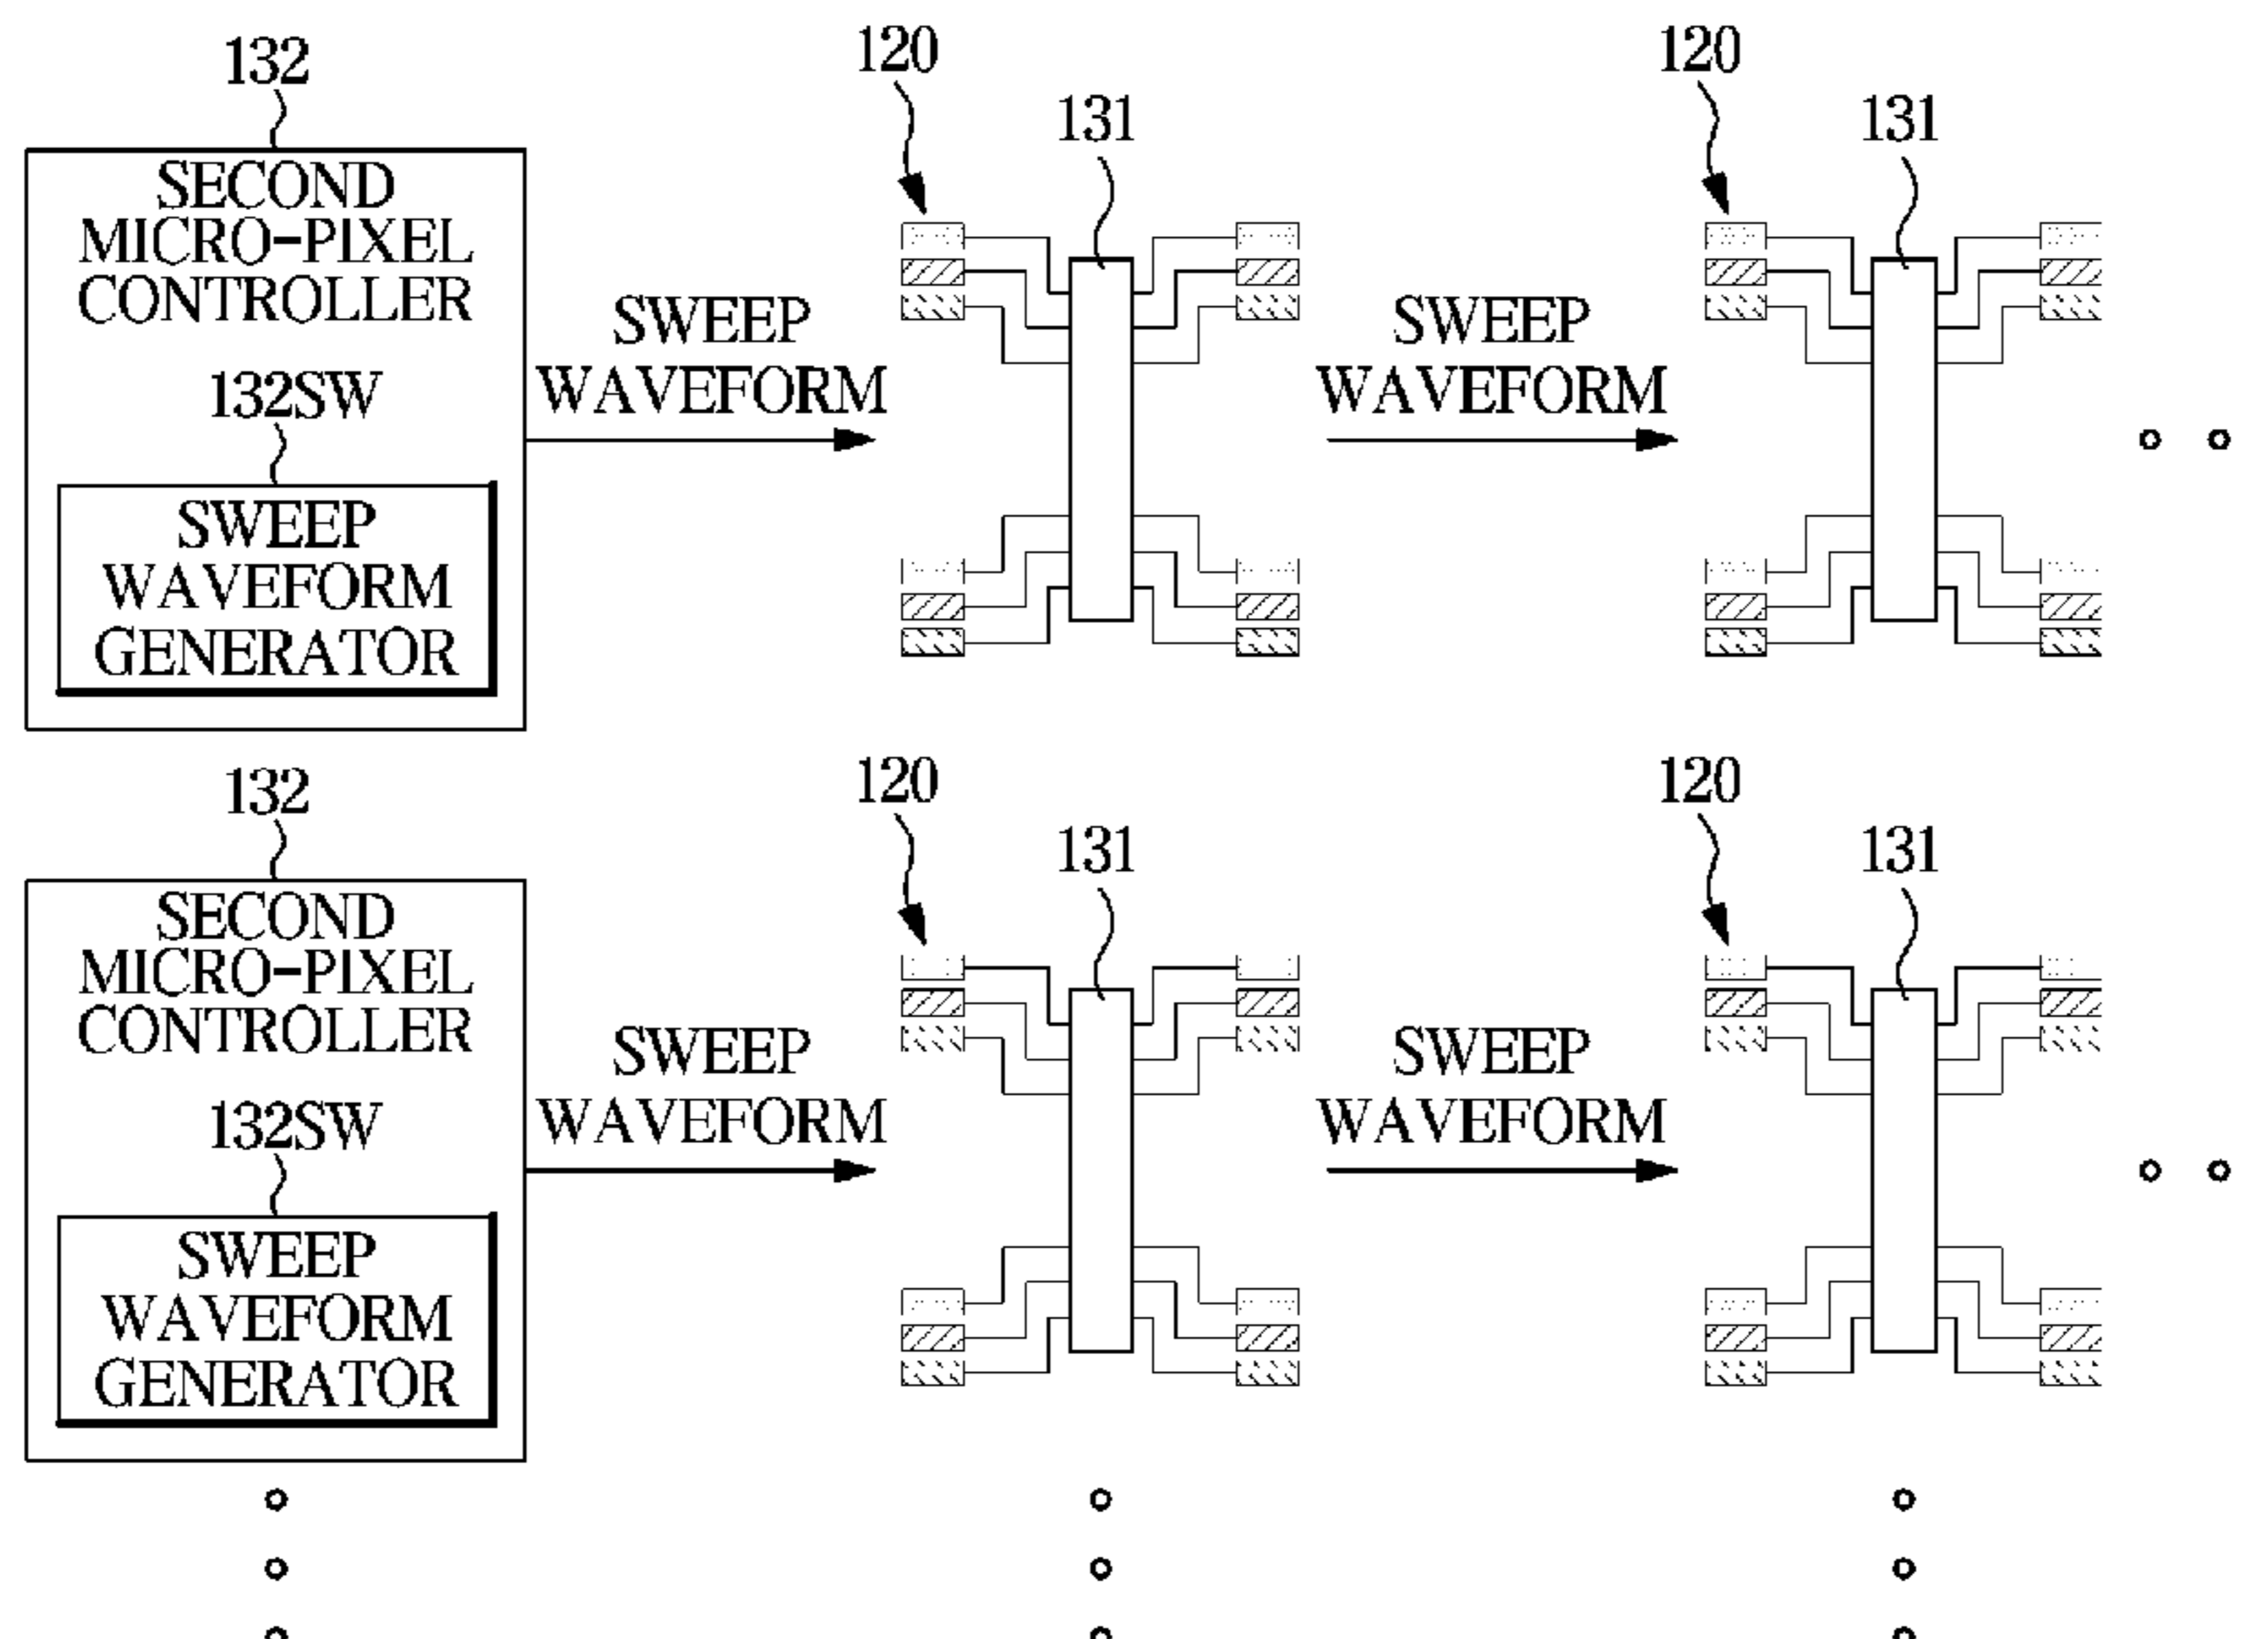 132
120
120
131
131
SECOND
MICRO-PIXEL
CONTROLLER
SWEEP
WAVEFORM
SWEEP
WAVEFORM
132SW
SWEEP
WAVEFORM
GENERATOR
132
120
120
131
131
SECOND
MICRO-PIXEL
CONTROLLER
SWEEP
WAVEFORM
SWEEP
WAVEFORM
132SW
SWEEP
WAVEFORM
GENERATOR